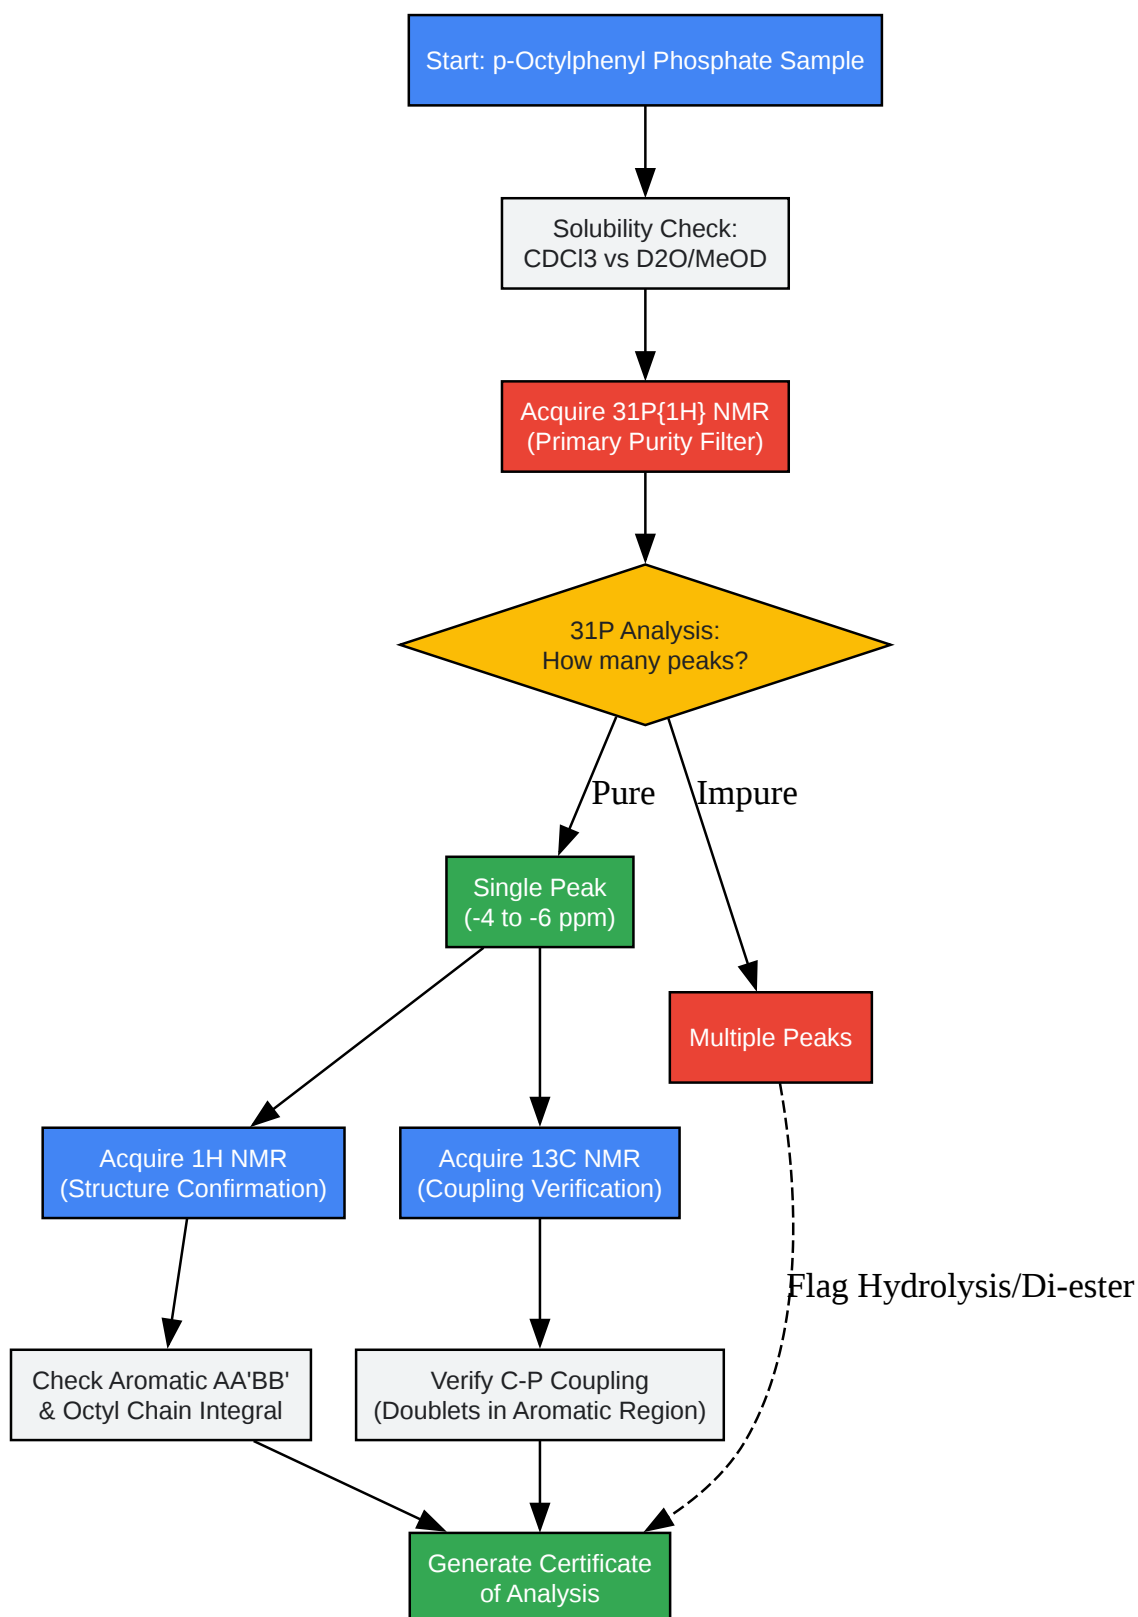 Start: p-Octylphenyl Phosphate Sample
Solubility Check:
CDCl3 vs D2O/MeOD
Acquire 31P{1H} NMR
(Primary Purity Filter)
31P Analysis:
How many peaks?
Pure
Impure
Single Peak
(-4 to -6 ppm)
Multiple Peaks
Acquire 1H NMR
(Structure Confirmation)
Acquire 13C NMR
(Coupling Verification)
Flag Hydrolysis/Di-ester
Check Aromatic AA'BB'
& Octyl Chain Integral
Verify C-P Coupling
(Doublets in Aromatic Region)
Generate Certificate
of Analysis